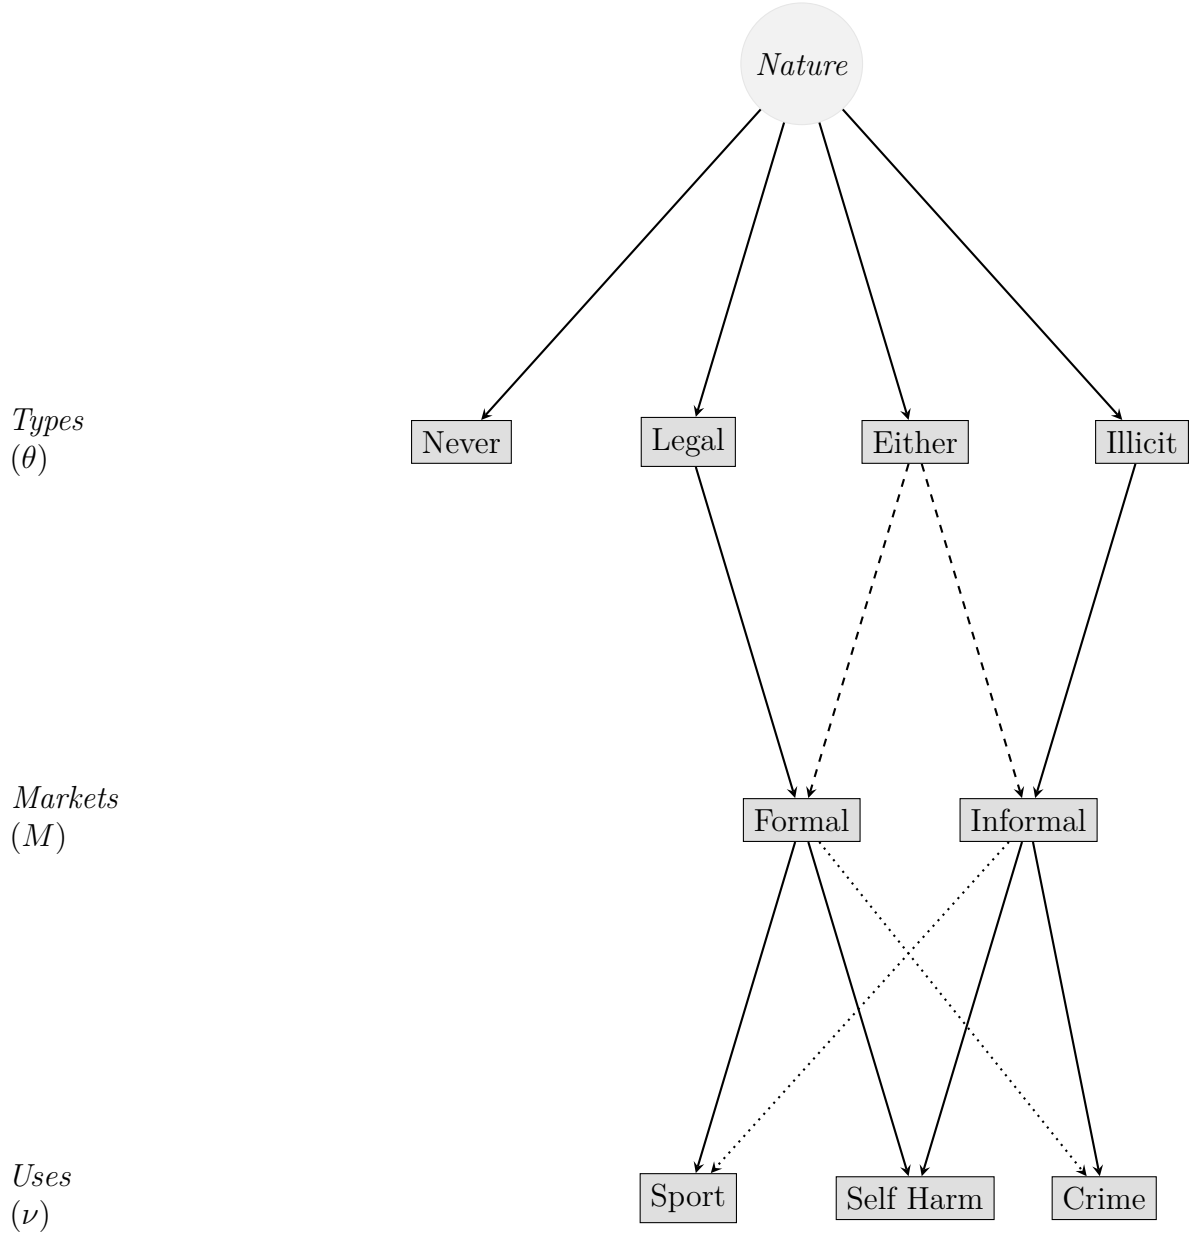 Nature
Types
(θ)
Never
Legal
Either
Illicit
Markets
(M)
Formal
Informal
Uses
(ν)
Sport
Self Harm
Crime